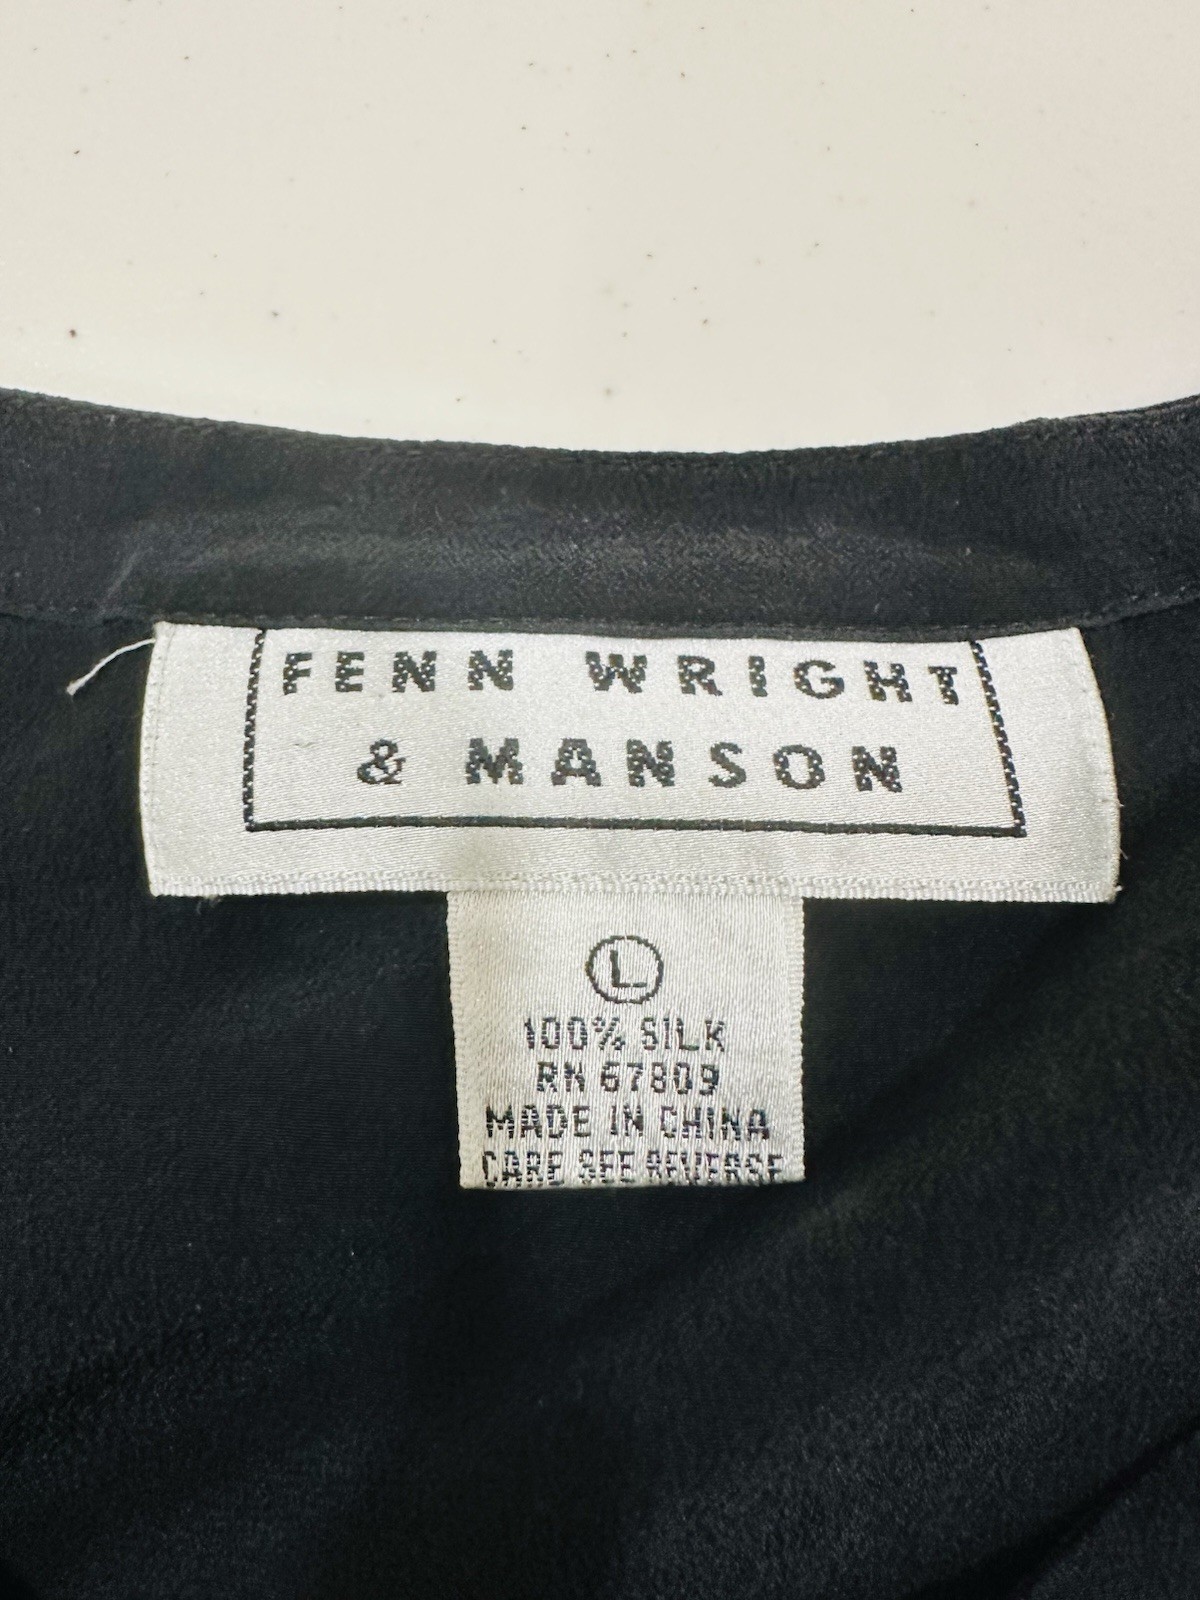 FENN WRIGHT
& MANSON
L
100% SILK
RN 67809
MADE IN CHINA
CARE SEE REVERSE